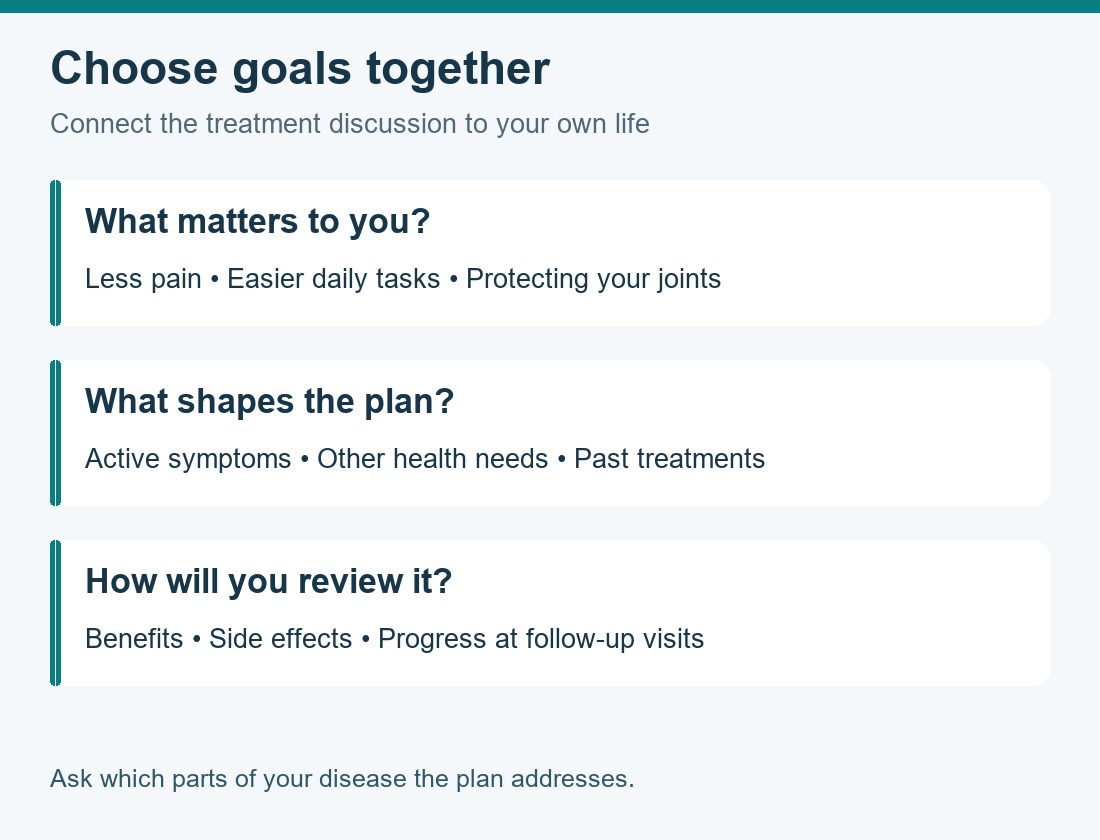 Choose goals together
Connect the treatment discussion to your own life
What matters to you?
Less pain • Easier daily tasks • Protecting your joints
What shapes the plan?
Active symptoms • Other health needs • Past treatments
How will you review it?
Benefits • Side effects • Progress at follow-up visits
Ask which parts of your disease the plan addresses.